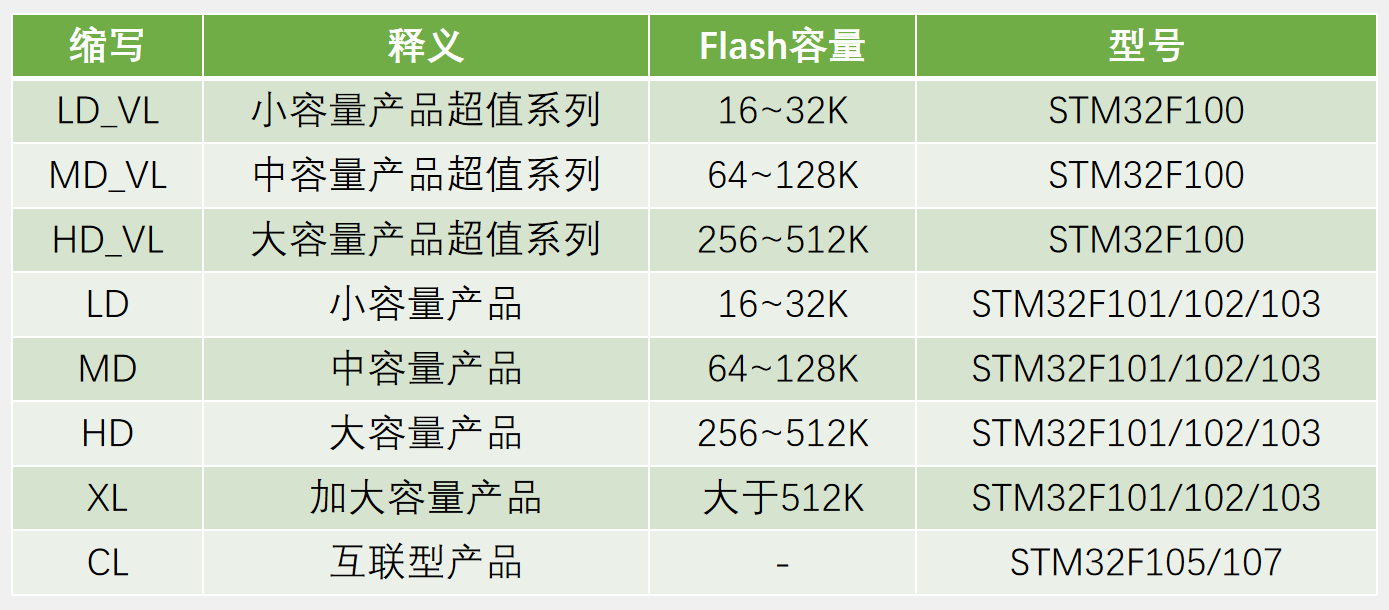 缩写 释义 Flash容量 型号
LD_VL 小容量产品超值系列 16~32K STM32F100
MD_VL 中容量产品超值系列 64~128K STM32F100
HD_VL 大容量产品超值系列 256~512K STM32F100
LD 小容量产品 16~32K STM32F101/102/103
MD 中容量产品 64~128K STM32F101/102/103
HD 大容量产品 256~512K STM32F101/102/103
XL 加大容量产品 大于512K STM32F101/102/103
CL 互联型产品 - STM32F105/107